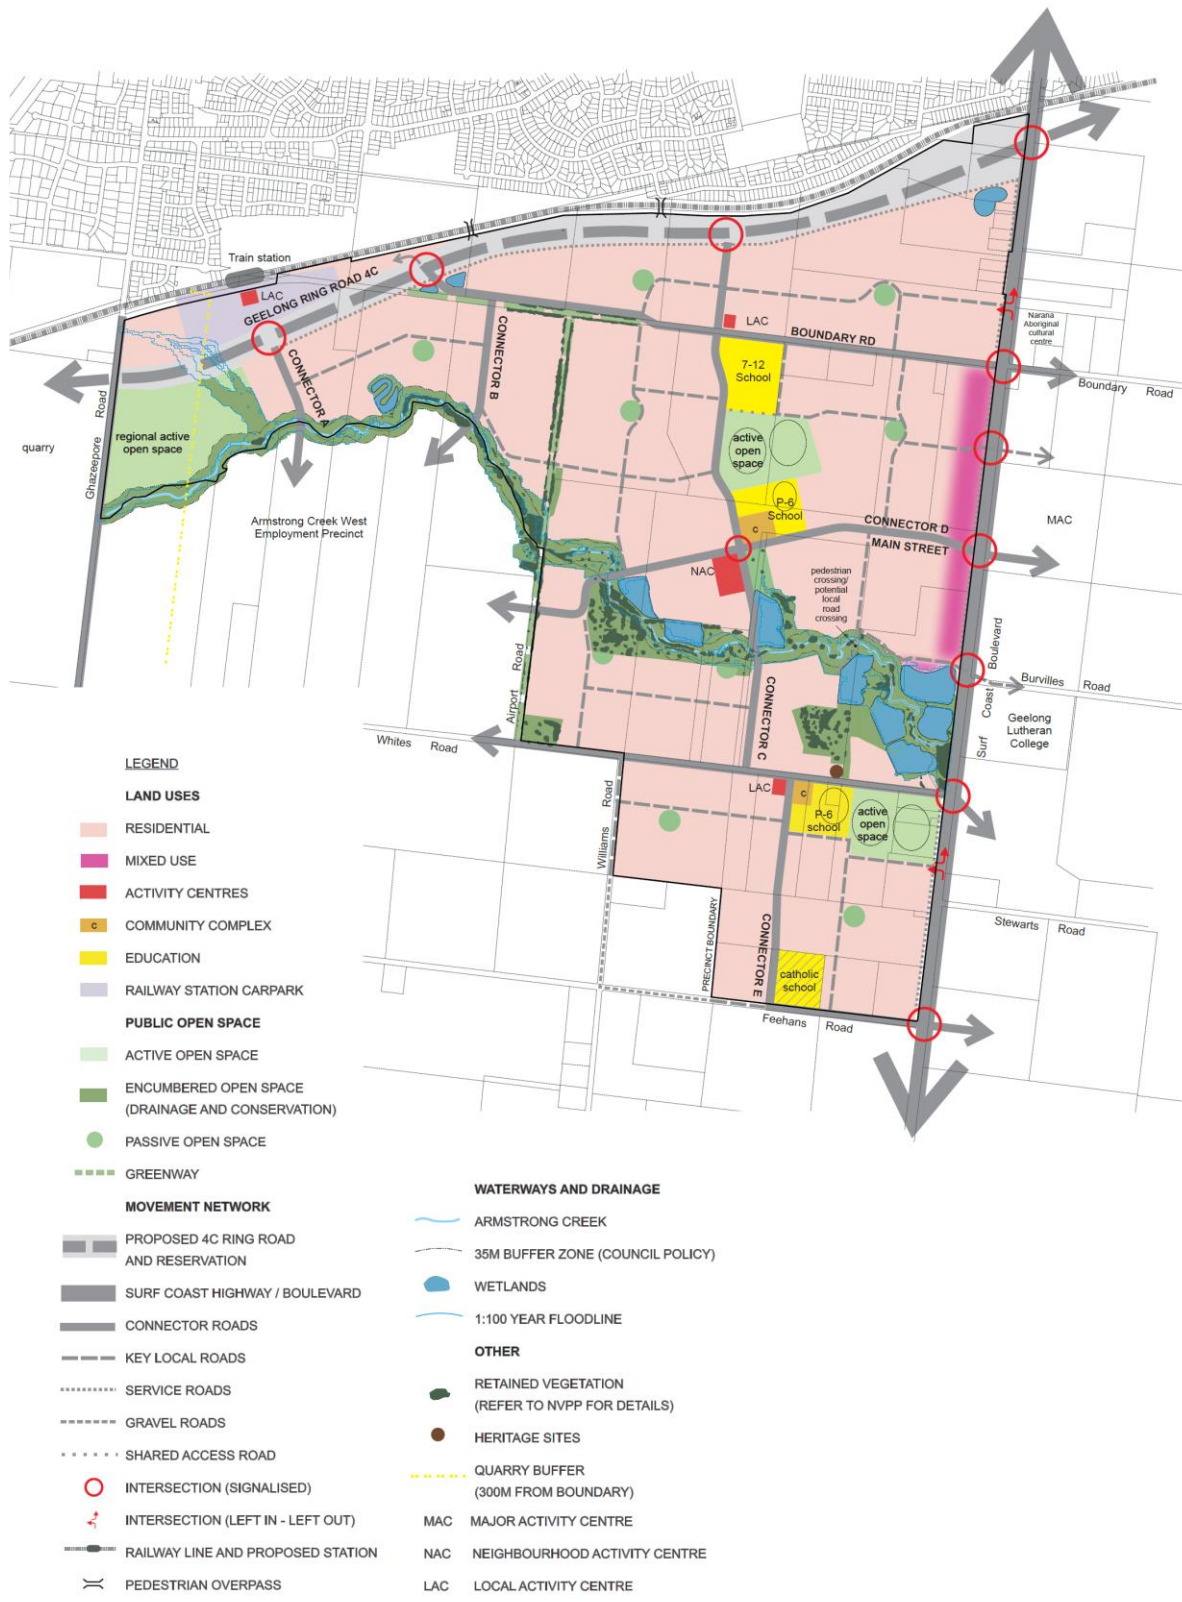 Train station
LAC
GEELONG RING ROAD 4C
CONNECTOR A
CONNECTOR B
LAC
BOUNDARY RD
Narana
Aboriginal
cultural
centre
Boundary Road
7-12
School
quarry
Ghazeepore Road
regional active
open space
active
open
space
P-6
School
c
CONNECTOR D
MAIN STREET
MAC
Armstrong Creek West
Employment Precinct
NAC
pedestrian
crossing/
potential
local
road
crossing
Airport Road
CONNECTOR C
Surf Coast Boulevard
Burvilles Road
Geelong
Lutheran
College
Whites Road
Williams Road
LAC
c
P-6
school
active
open
space
Stewarts Road
PRECINCT BOUNDARY
CONNECTOR E
catholic
school
Feehans Road
LEGEND
LAND USES
RESIDENTIAL
MIXED USE
ACTIVITY CENTRES
c COMMUNITY COMPLEX
EDUCATION
RAILWAY STATION CARPARK
PUBLIC OPEN SPACE
ACTIVE OPEN SPACE
ENCUMBERED OPEN SPACE
(DRAINAGE AND CONSERVATION)
PASSIVE OPEN SPACE
GREENWAY
MOVEMENT NETWORK
PROPOSED 4C RING ROAD
AND RESERVATION
SURF COAST HIGHWAY / BOULEVARD
CONNECTOR ROADS
KEY LOCAL ROADS
SERVICE ROADS
GRAVEL ROADS
SHARED ACCESS ROAD
INTERSECTION (SIGNALISED)
INTERSECTION (LEFT IN - LEFT OUT)
RAILWAY LINE AND PROPOSED STATION
PEDESTRIAN OVERPASS
WATERWAYS AND DRAINAGE
ARMSTRONG CREEK
35M BUFFER ZONE (COUNCIL POLICY)
WETLANDS
1:100 YEAR FLOODLINE
OTHER
RETAINED VEGETATION
(REFER TO NVPP FOR DETAILS)
HERITAGE SITES
QUARRY BUFFER
(300M FROM BOUNDARY)
MAC MAJOR ACTIVITY CENTRE
NAC NEIGHBOURHOOD ACTIVITY CENTRE
LAC LOCAL ACTIVITY CENTRE